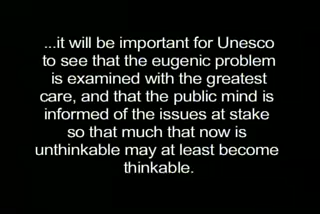 ...it will be important for Unesco
to see that the eugenic problem
is examined with the greatest
care, and that the public mind is
informed of the issues at stake
so that much that now is
unthinkable may at least become
thinkable.